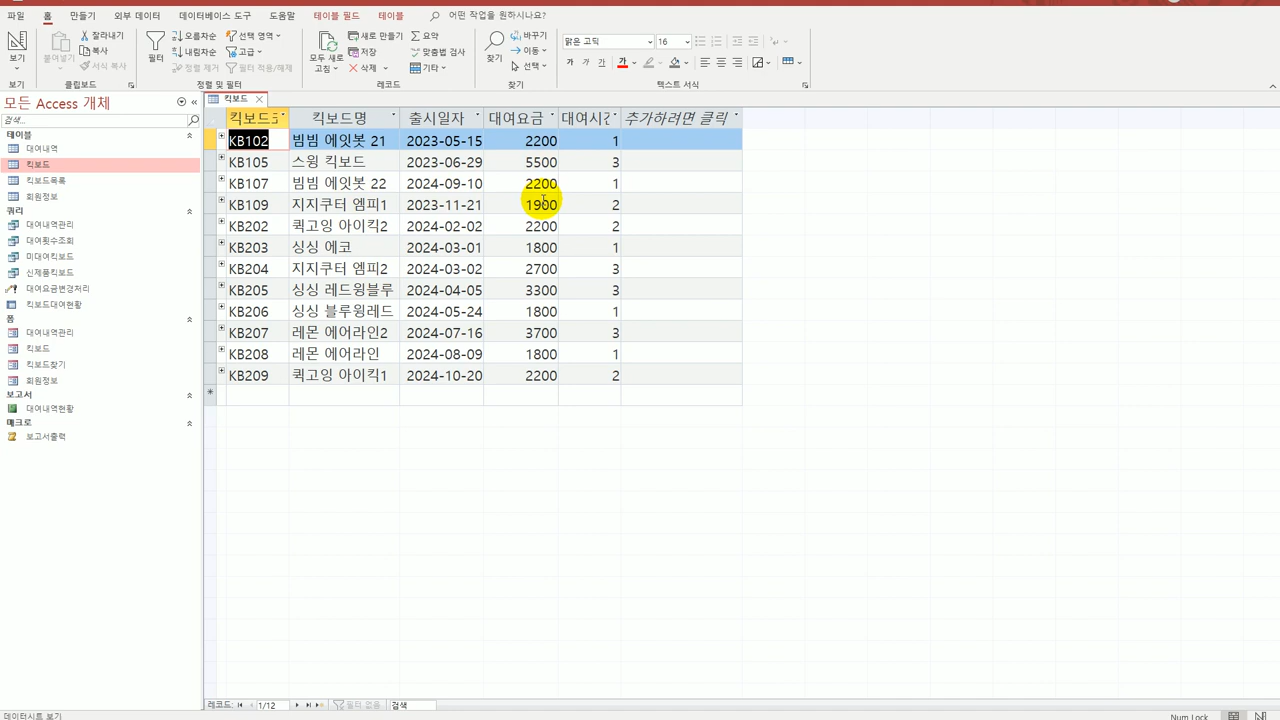 파일 홈 만들기 외부 데이터 데이터베이스 도구 도움말 테이블 필드 테이블 어떤 작업을 원하시나요?
보기
보기
붙여넣기
잘라내기
복사
서식 복사
클립보드
필터
오름차순
내림차순
정렬 제거
선택 영역
고급
필터 적용/해제
정렬 및 필터
모두 새로 고침
새로 만들기
저장
삭제
요약
맞춤법 검사
기타
레코드
찾기
바꾸기
이동
선택
찾기
맑은 고딕 16
가 가 가 가
텍스트 서식
모든 Access 개체
검색...
테이블
대여내역
킥보드
킥보드목록
회원정보
쿼리
대여내역관리
대여횟수조회
미대여킥보드
신제품킥보드
대여요금변경처리
킥보드대여현황
폼
대여내역관리
킥보드
킥보드찾기
회원정보
보고서
대여내역현황
매크로
보고서출력
킥보드
킥보드명 출시일자 대여요금 추가하려면 클릭
KB102 빔빔 에잇봇 21 2023-05-15 2200 1
KB105 스윙 킥보드 2023-06-29 5500 3
KB107 빔빔 에잇봇 22 2024-09-10 2200 1
KB109 지지쿠터 엠피1 2023-11-21 1900 2
KB202 퀵고잉 아이킥2 2024-02-02 2200 2
KB203 싱싱 에코 2024-03-01 1800 1
KB204 지지쿠터 엠피2 2024-03-02 2700 3
KB205 싱싱 레드윙블루 2024-04-05 3300 3
KB206 싱싱 블루윙레드 2024-05-24 1800 1
KB207 레몬 에어라인2 2024-07-16 3700 3
KB208 레몬 에어라인 2024-08-09 1800 1
KB209 퀵고잉 아이킥1 2024-10-20 2200 2
레코드: 1/12 필터 없음 검색
데이터시트 보기 Num Lock